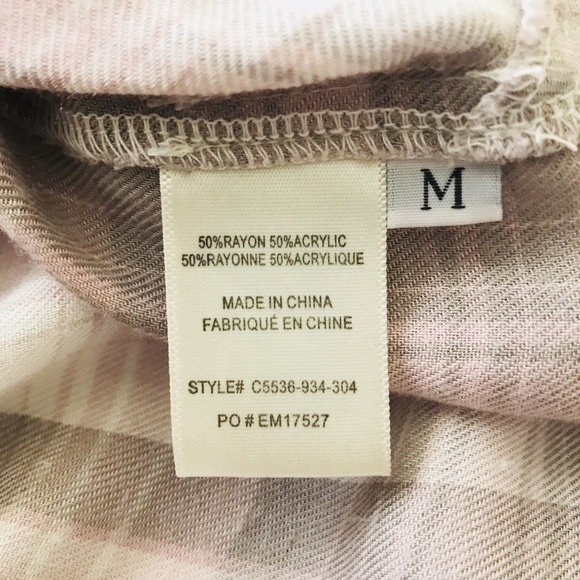 M
50%RAYON 50%ACRYLIC
50%RAYONNE 50%ACRYLIQUE
MADE IN CHINA
FABRIQUÉ EN CHINE
STYLE# C5536-934-304
PO # EM17527